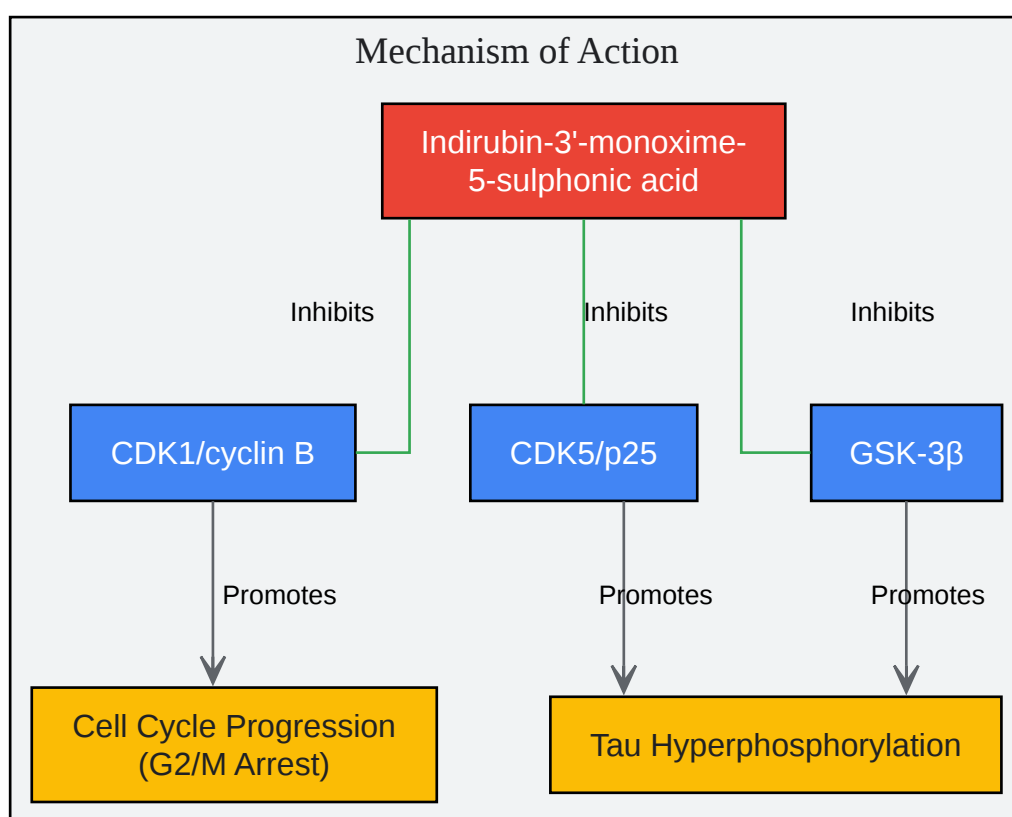 Mechanism of Action
Indirubin-3'-monoxime-
5-sulphonic acid
Inhibits
Inhibits
Inhibits
CDK1/cyclin B
CDK5/p25
GSK-3β
Promotes
Promotes
Promotes
Cell Cycle Progression
(G2/M Arrest)
Tau Hyperphosphorylation